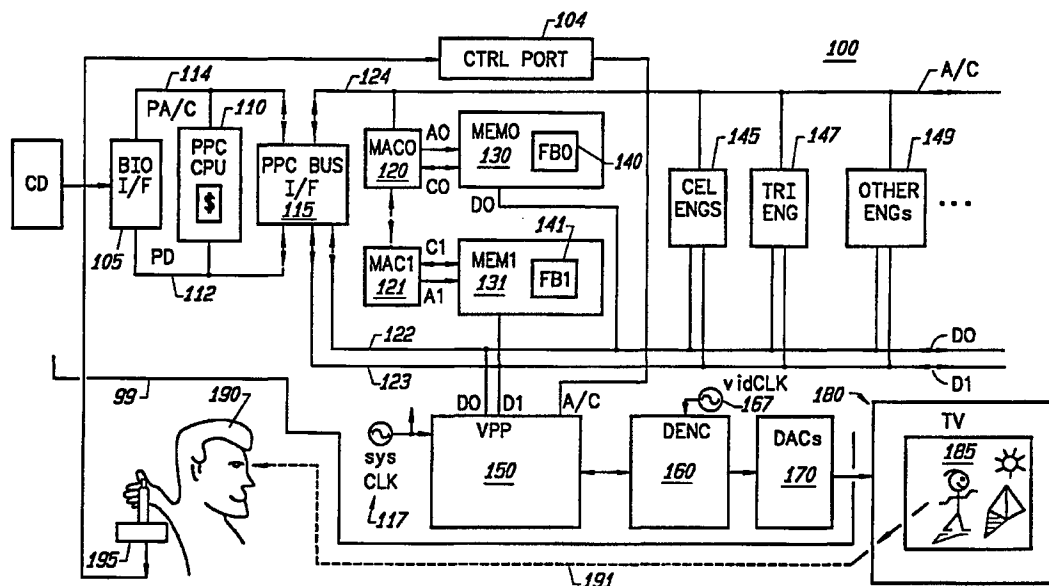 104
CTRL PORT
100
114
124
A/C
PA/C
110
CD
BIO I/F
PPC CPU
$
PPC BUS I/F
115
MAC0
120
A0
C0
MEM0
130
FB0
140
D0
145
147
149
CEL ENGS
TRI ENG
OTHER ENGs
...
105
PD
112
MAC1
121
C1
A1
MEM1
131
141
FB1
122
D0
123
D1
99
190
D0
D1
A/C
vidCLK
167
180
sys CLK
117
VPP
150
DENC
160
DACs
170
TV
185
195
191